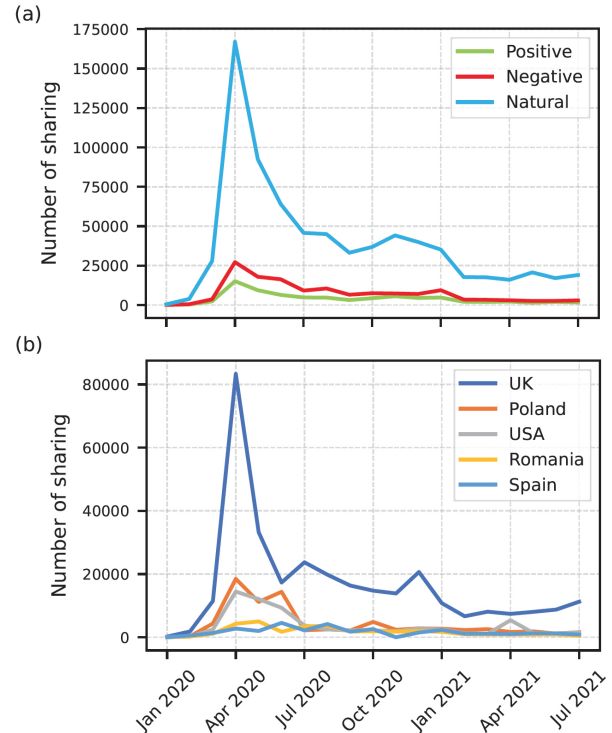 (a)
175000
150000
125000
100000
75000
50000
25000
0
Number of sharing
Positive
Negative
Natural
(b)
80000
60000
40000
20000
0
Number of sharing
UK
Poland
USA
Romania
Spain
Jan 2020
Apr 2020
Jul 2020
Oct 2020
Jan 2021
Apr 2021
Jul 2021